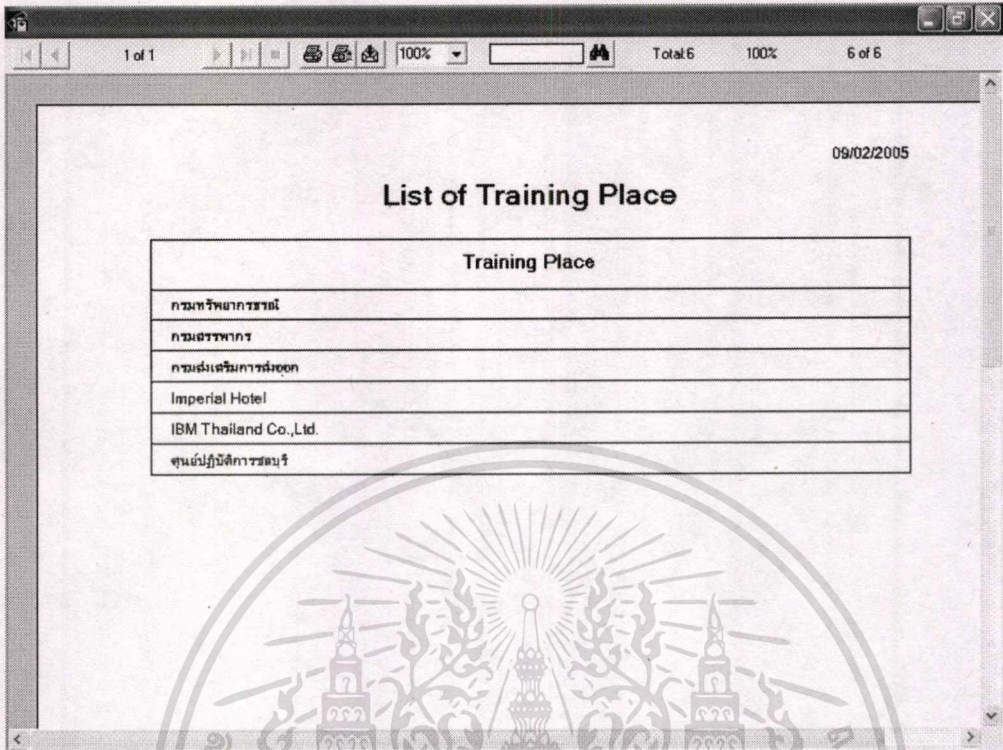 1 of 1 100% Total:6 100% 6 of 6
09/02/2005
List of Training Place
Training Place
กรมทรัพยากรธรณี
กรมสรรพากร
กรมส่งเสริมการส่งออก
Imperial Hotel
IBM Thailand Co.,Ltd.
ศูนย์ปฏิบัติการชลบุรี